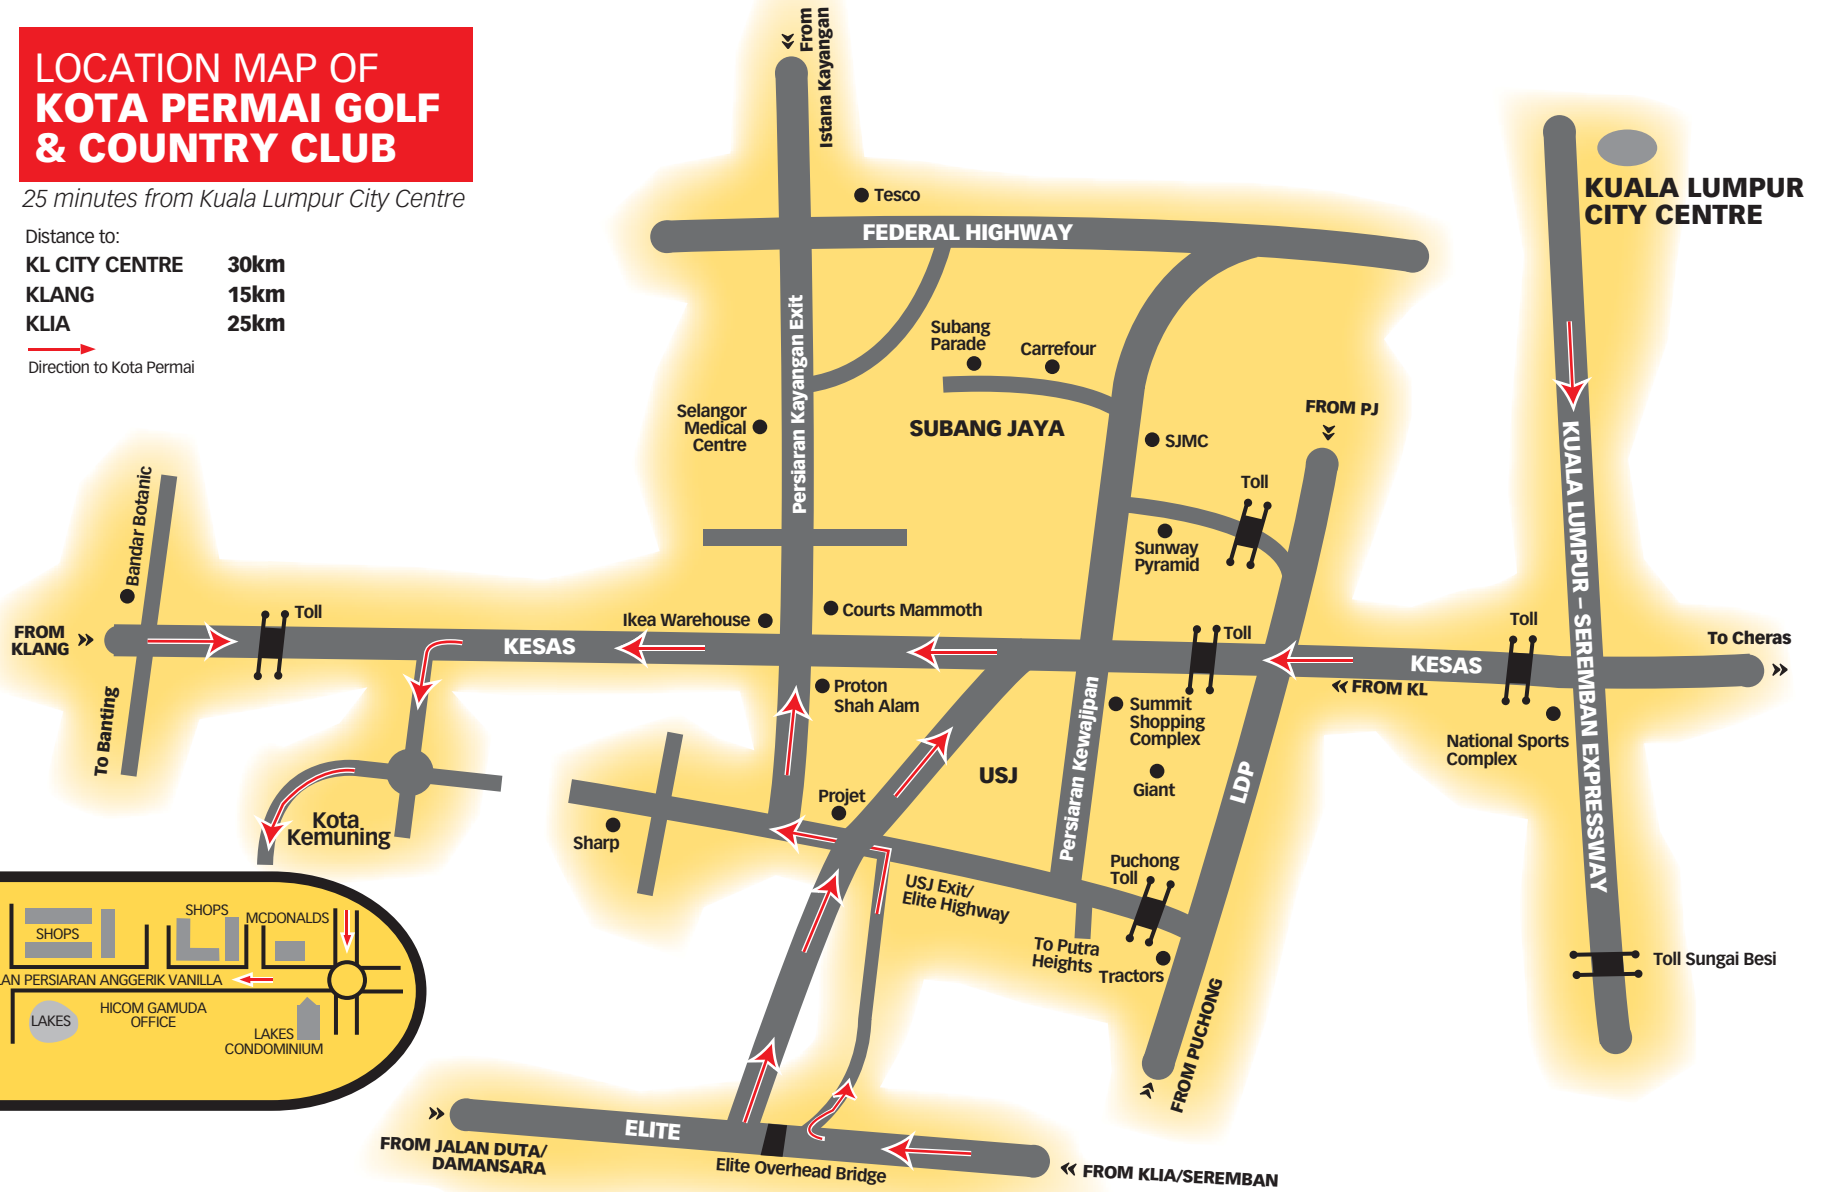 LOCATION MAP OF
KOTA PERMAI GOLF
& COUNTRY CLUB
25 minutes from Kuala Lumpur City Centre
Distance to:
KL CITY CENTRE 30km
KLANG 15km
KLIA 25km
Direction to Kota Permai
From
Istana Kayangan
Tesco
FEDERAL HIGHWAY
KUALA LUMPUR
CITY CENTRE
Persiaran Kayangan Exit
Subang
Parade
Carrefour
Selangor
Medical
Centre
SUBANG JAYA
FROM PJ
SJMC
Toll
Sunway
Pyramid
KUALA LUMPUR – SEREMBAN EXPRESSWAY
Bandar Botanic
FROM
KLANG
Toll
To Banting
KESAS
Ikea Warehouse
Courts Mammoth
Toll
KESAS
FROM KL
Toll
To Cheras
Proton
Shah Alam
Persiaran Kewajipan
Summit
Shopping
Complex
National Sports
Complex
USJ
Giant
LDP
Projet
Sharp
Kota
Kemuning
Puchong
Toll
USJ Exit/
Elite Highway
To Putra
Heights
Tractors
FROM PUCHONG
Toll Sungai Besi
SHOPS
SHOPS
MCDONALDS
AN PERSIARAN ANGGERIK VANILLA
LAKES
HICOM GAMUDA
OFFICE
LAKES
CONDOMINIUM
ELITE
FROM JALAN DUTA/
DAMANSARA
Elite Overhead Bridge
FROM KLIA/SEREMBAN